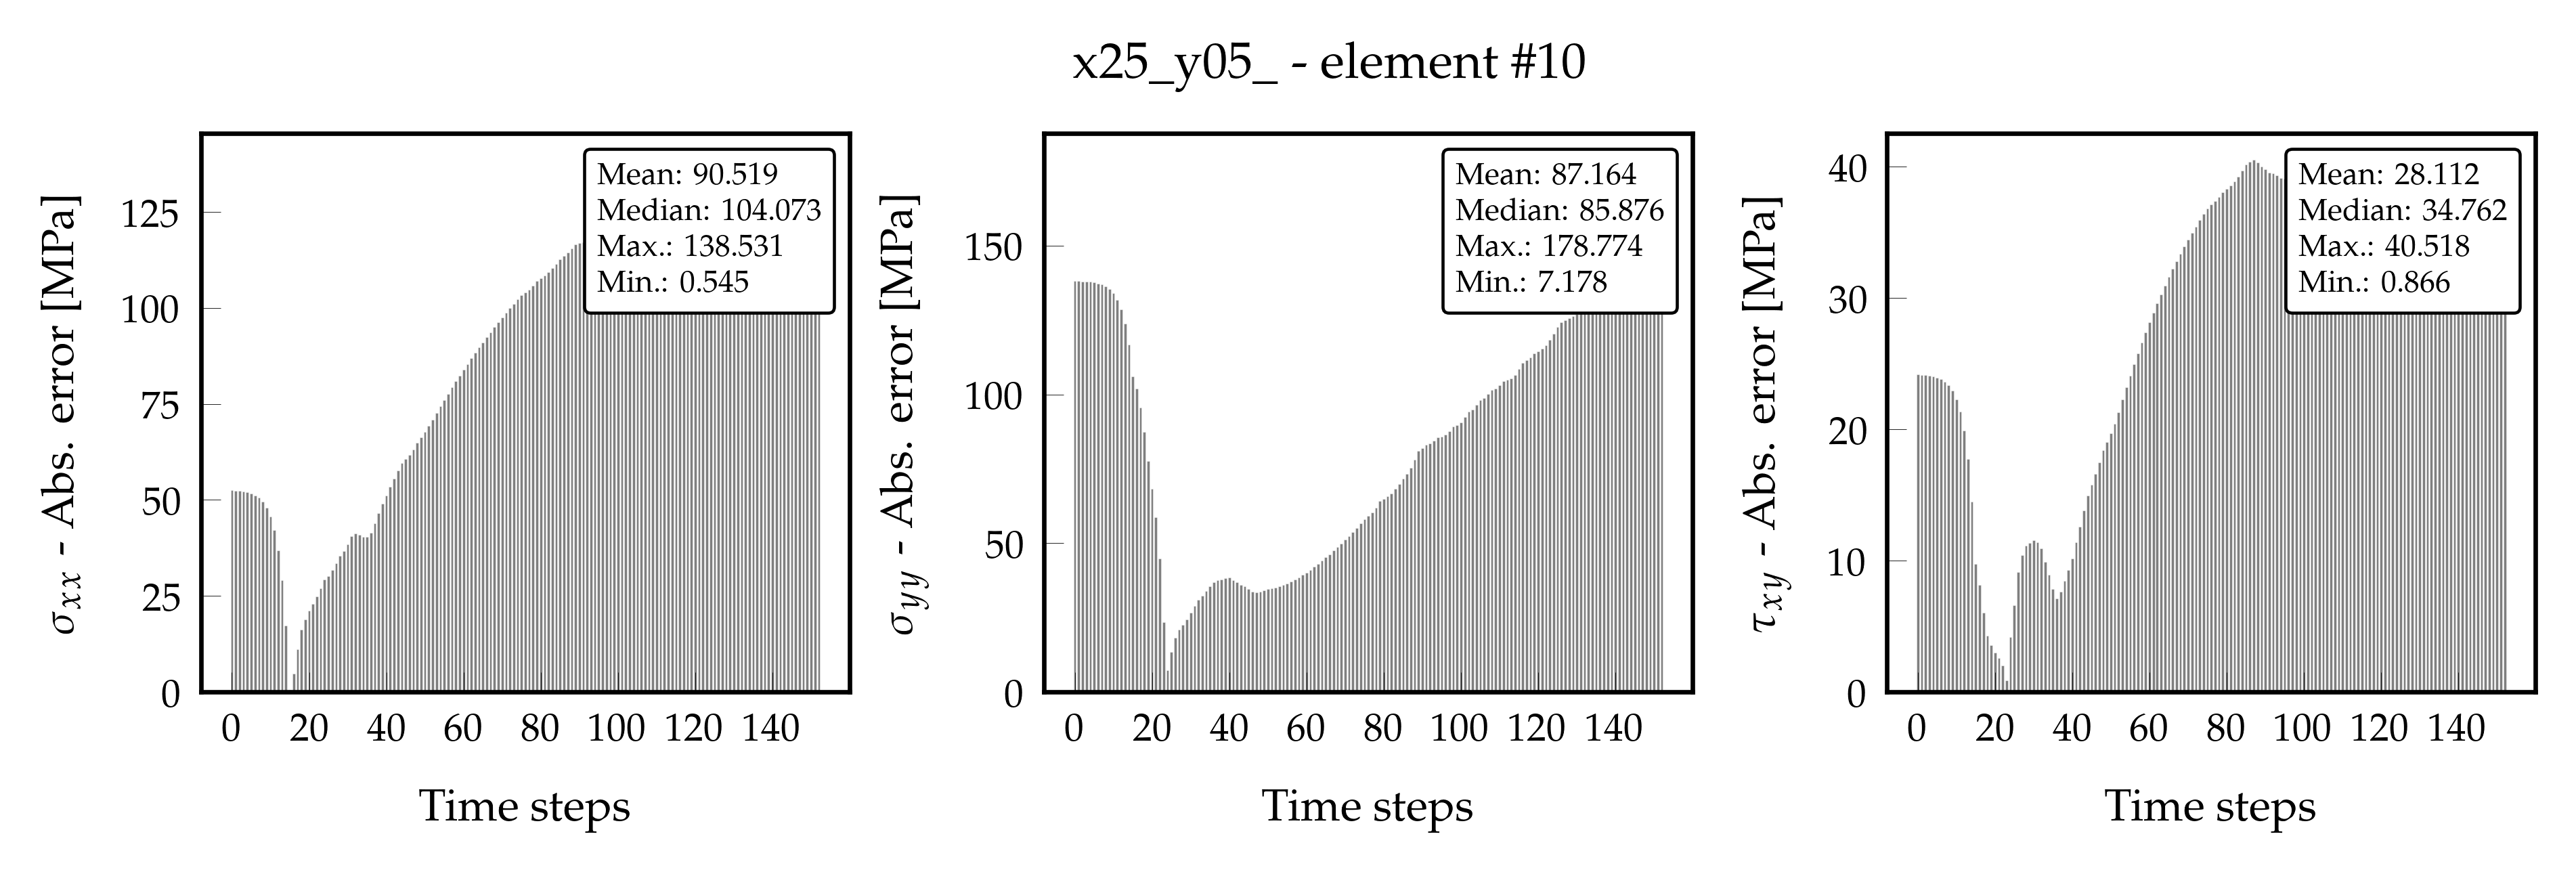 x25_y05_ - element #10
σxx - Abs. error [MPa]
125
100
75
50
25
0
Mean: 90.519
Median: 104.073
Max.: 138.531
Min.: 0.545
0 20 40 60 80 100 120 140
Time steps
σyy - Abs. error [MPa]
150
100
50
0
Mean: 87.164
Median: 85.876
Max.: 178.774
Min.: 7.178
0 20 40 60 80 100 120 140
Time steps
τxy - Abs. error [MPa]
40
30
20
10
0
Mean: 28.112
Median: 34.762
Max.: 40.518
Min.: 0.866
0 20 40 60 80 100 120 140
Time steps